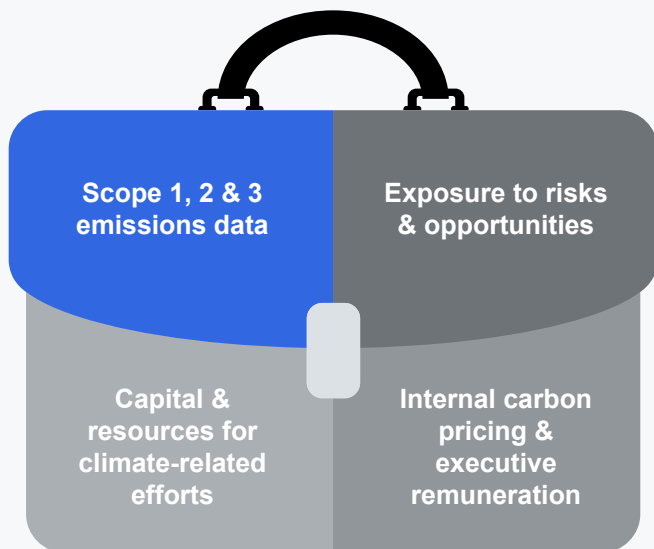 Scope 1, 2 & 3
emissions data
Exposure to risks
& opportunities
Capital &
resources for
climate-related
efforts
Internal carbon
pricing &
executive
remuneration